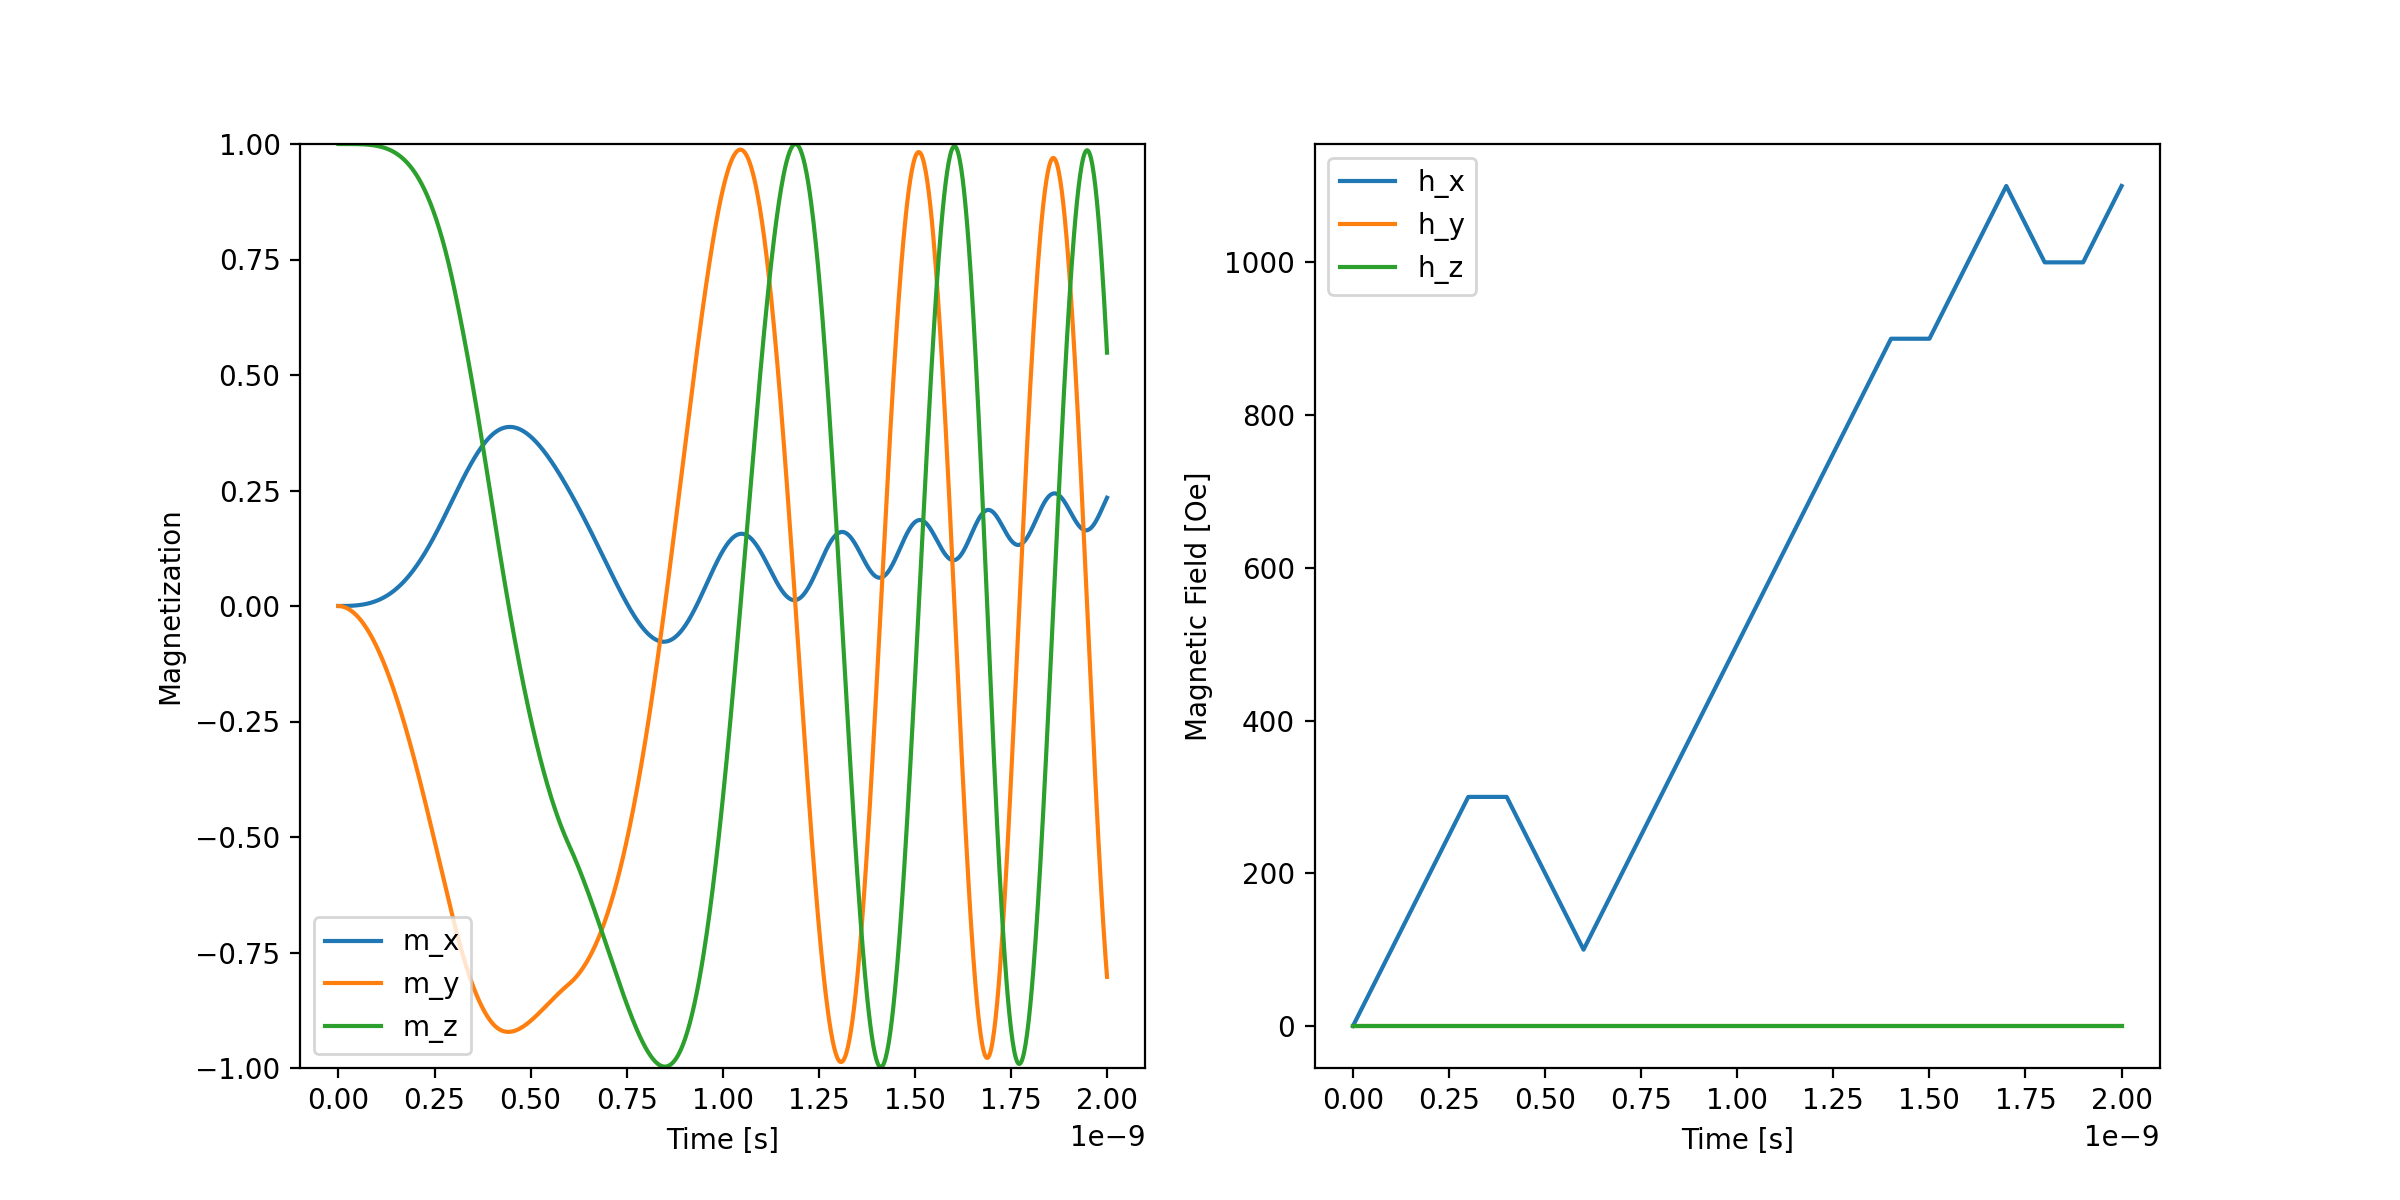 Magnetization
1.00
0.75
0.50
0.25
0.00
−0.25
−0.50
−0.75
−1.00
m_x
m_y
m_z
0.00 0.25 0.50 0.75 1.00 1.25 1.50 1.75 2.00
Time [s]
1e−9
Magnetic Field [Oe]
1000
800
600
400
200
0
h_x
h_y
h_z
0.00 0.25 0.50 0.75 1.00 1.25 1.50 1.75 2.00
Time [s]
1e−9